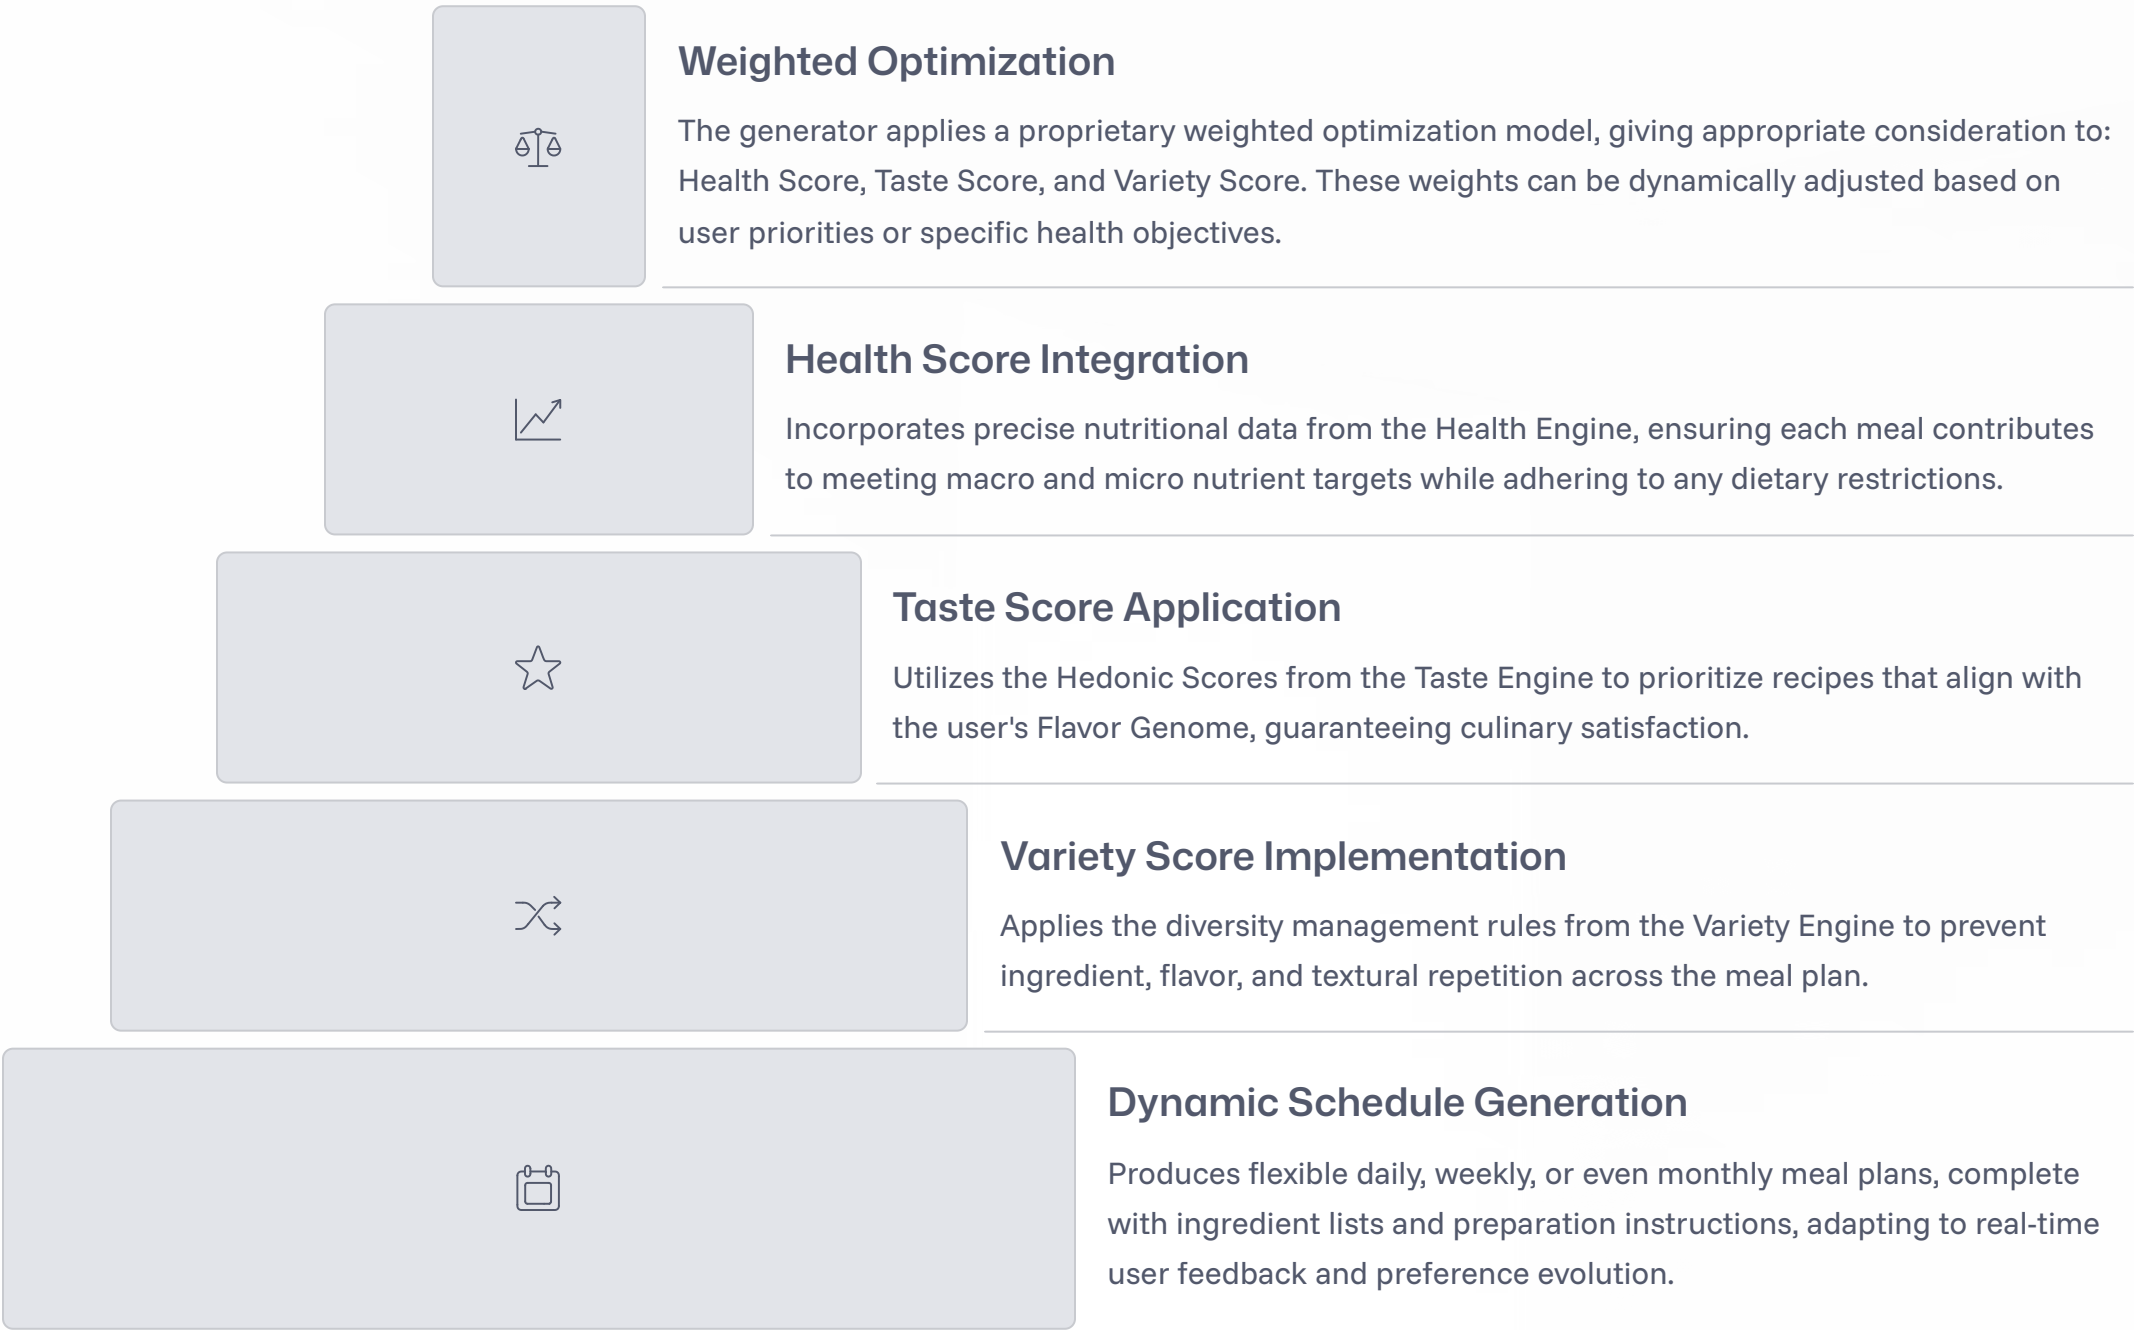 Weighted Optimization
The generator applies a proprietary weighted optimization model, giving appropriate consideration to:
Health Score, Taste Score, and Variety Score. These weights can be dynamically adjusted based on
user priorities or specific health objectives.
Health Score Integration
Incorporates precise nutritional data from the Health Engine, ensuring each meal contributes
to meeting macro and micro nutrient targets while adhering to any dietary restrictions.
Taste Score Application
Utilizes the Hedonic Scores from the Taste Engine to prioritize recipes that align with
the user's Flavor Genome, guaranteeing culinary satisfaction.
Variety Score Implementation
Applies the diversity management rules from the Variety Engine to prevent
ingredient, flavor, and textural repetition across the meal plan.
Dynamic Schedule Generation
Produces flexible daily, weekly, or even monthly meal plans, complete
with ingredient lists and preparation instructions, adapting to real-time
user feedback and preference evolution.